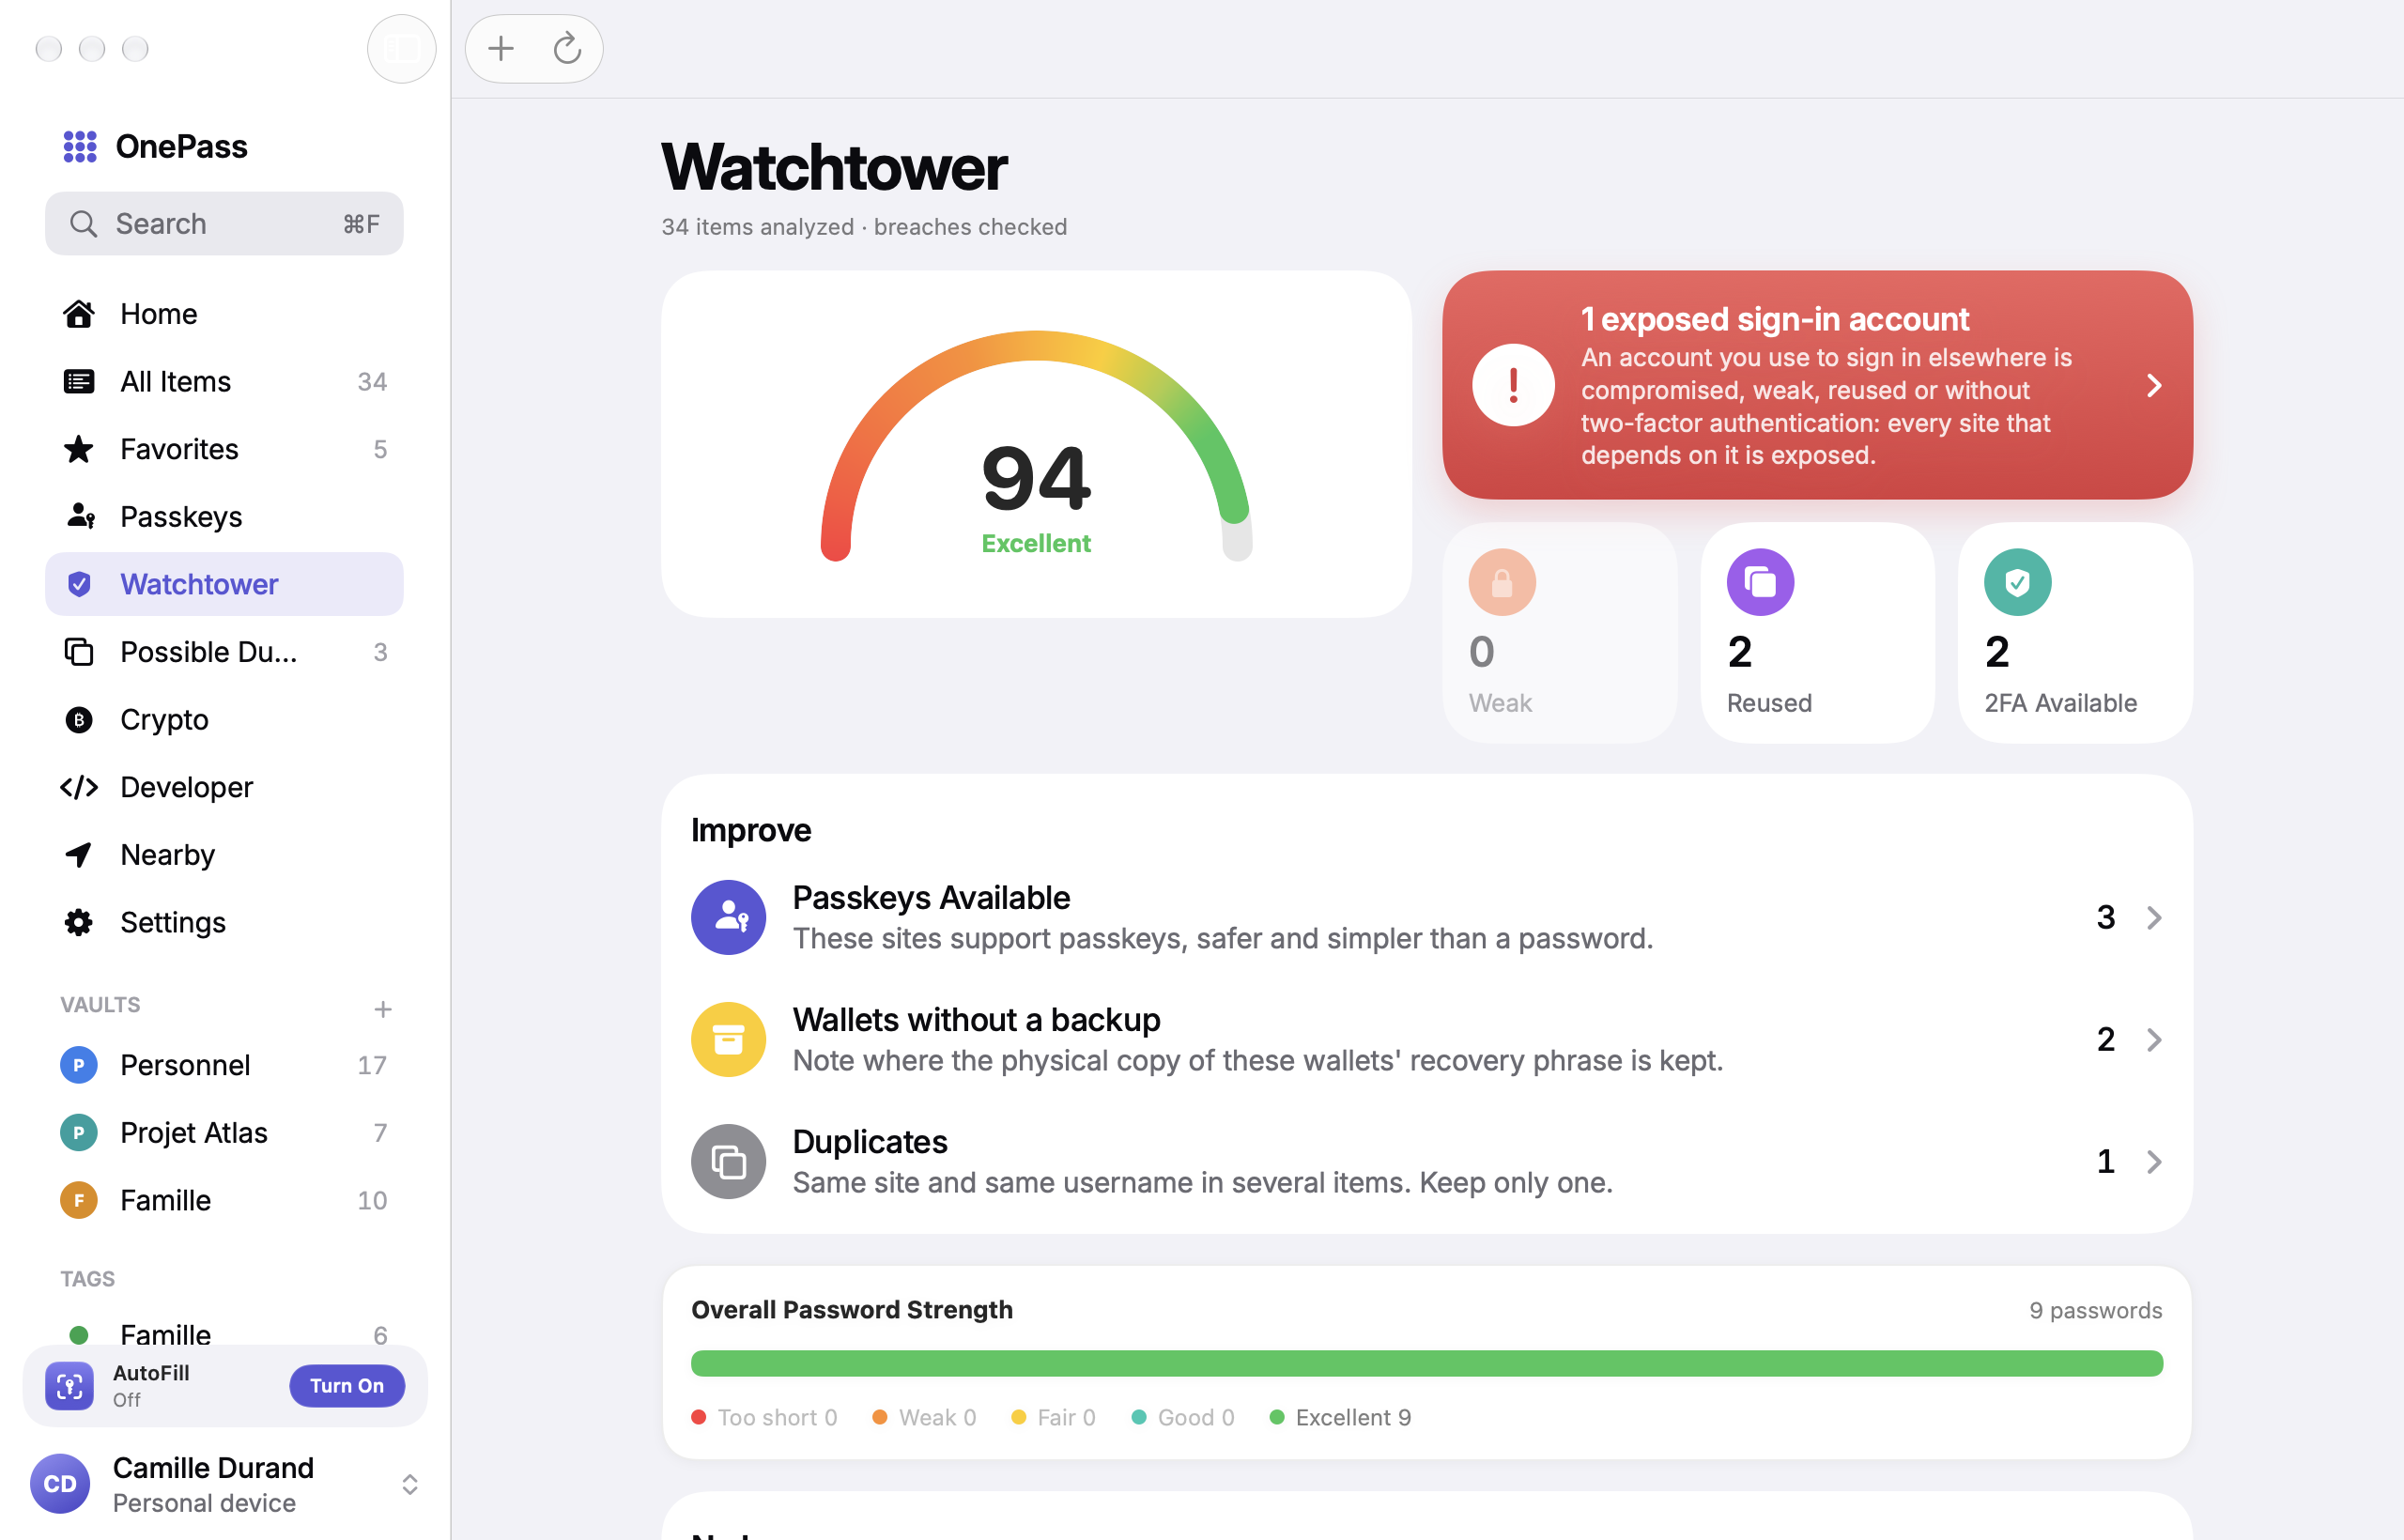 OnePass
Search ⌘F
Home
All Items 34
Favorites 5
Passkeys
Watchtower
Possible Du... 3
Crypto
Developer
Nearby
Settings
VAULTS +
P Personnel 17
P Projet Atlas 7
F Famille 10
TAGS
Famille 6
AutoFill
Off
Turn On
CD
Camille Durand
Personal device
Watchtower
34 items analyzed · breaches checked
94
Excellent
1 exposed sign-in account
An account you use to sign in elsewhere is
compromised, weak, reused or without
two-factor authentication: every site that
depends on it is exposed.
0
Weak
2
Reused
2
2FA Available
Improve
Passkeys Available
These sites support passkeys, safer and simpler than a password.
3
Wallets without a backup
Note where the physical copy of these wallets' recovery phrase is kept.
2
Duplicates
Same site and same username in several items. Keep only one.
1
Overall Password Strength 9 passwords
Too short 0 Weak 0 Fair 0 Good 0 Excellent 9